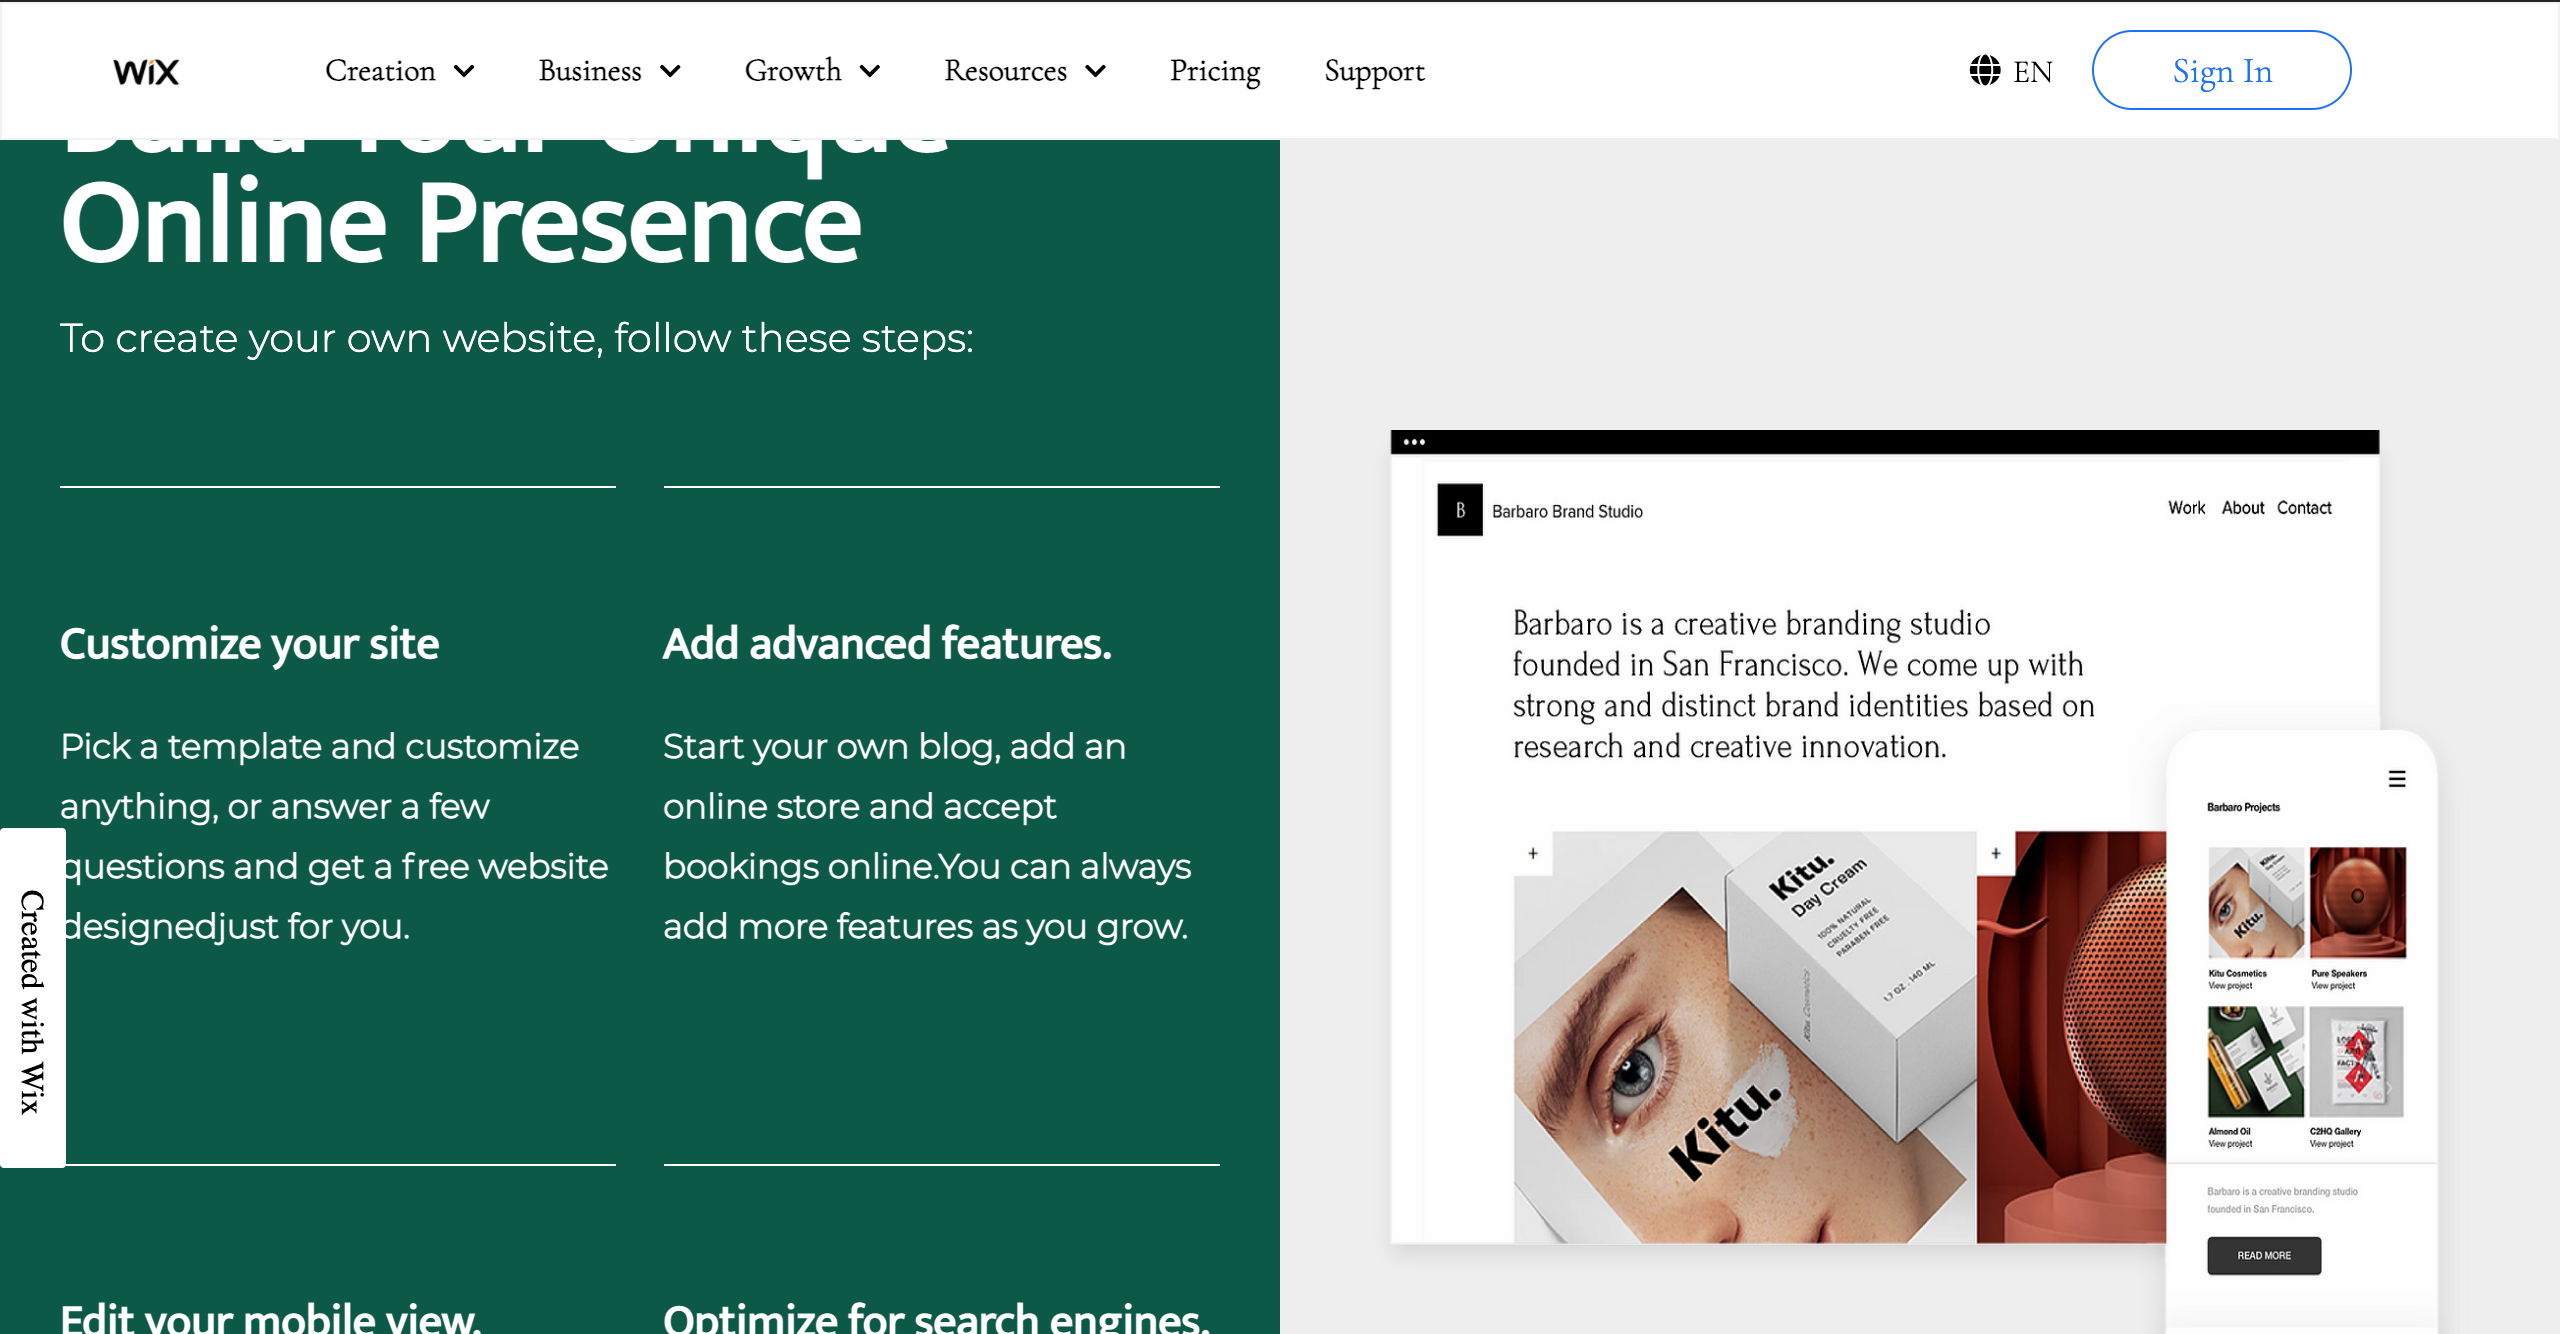 WiX
Creation
Business
Growth
Resources
Pricing
Support
EN
Sign In
Build Your Unique
Online Presence
To create your own website, follow these steps:
Customize your site
Pick a template and customize
anything, or answer a few
questions and get a free website
designedjust for you.
Add advanced features.
Start your own blog, add an
online store and accept
bookings online.You can always
add more features as you grow.
Created with Wix
Edit your mobile view.
Optimize for search engines.
B
Barbaro Brand Studio
Work About Contact
Barbaro is a creative branding studio
founded in San Francisco. We come up with
strong and distinct brand identities based on
research and creative innovation.
+
+
Kitu.
Day Cream
100% NATURAL
CRUELTY FREE
PARABEN FREE
1.7 OZ . 140 ML
Kitu. Cosmetics
Kitu.
Barbaro Projects
Kitu.
Kitu Cosmetics
View project
Pure Speakers
View project
Almond Oil
View project
C2HQ Gallery
View project
Barbaro is a creative branding studio
founded in San Francisco.
READ MORE